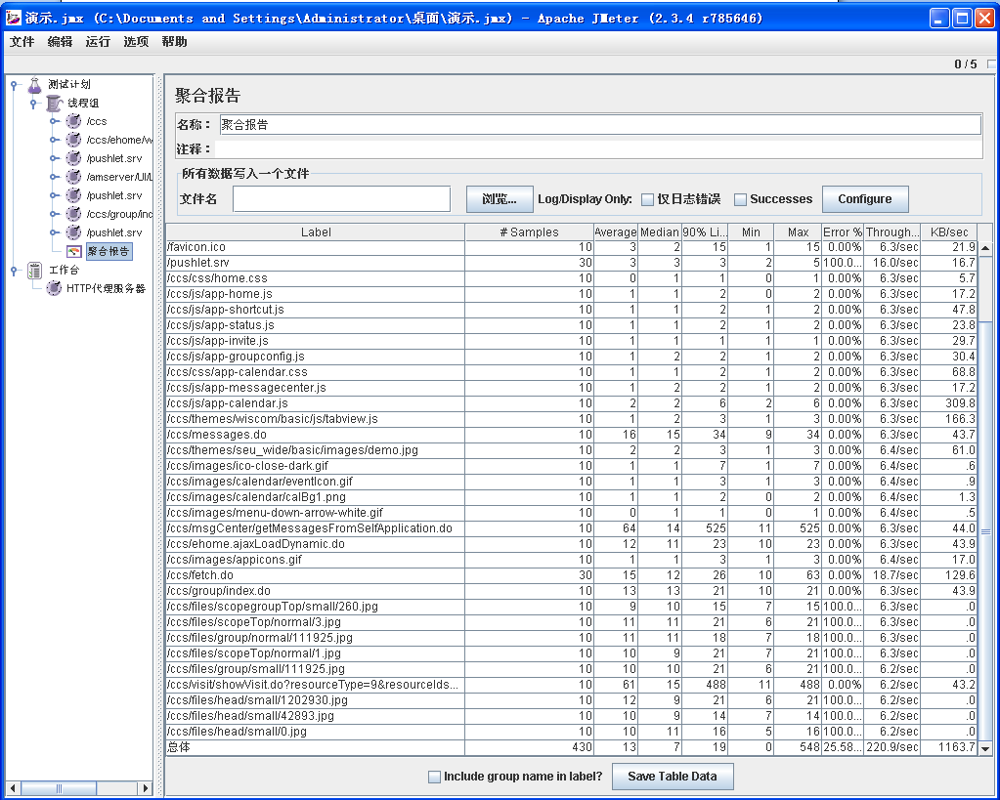 演示.jmx (C:\Documents and Settings\Administrator\桌面\演示.jmx) - Apache JMeter (2.3.4 r785646)
文件 编辑 运行 选项 帮助
0 / 5
测试计划
线程组
/ccs
/ccs/ehome/w
/pushlet.srv
/amserver/UI/L
/pushlet.srv
/ccs/group/inc
/pushlet.srv
聚合报告
工作台
HTTP代理服务器
聚合报告
名称： 聚合报告
注释：
所有数据写入一个文件
文件名 浏览... Log/Display Only: 仅日志错误 Successes Configure
Label # Samples Average Median 90% Li... Min Max Error % Through... KB/sec
/favicon.ico 10 3 2 15 1 15 0.00% 6.3/sec 21.9
/pushlet.srv 30 3 3 3 2 5 100.0... 16.0/sec 16.7
/ccs/css/home.css 10 0 1 1 0 1 0.00% 6.3/sec 5.7
/ccs/js/app-home.js 10 1 1 2 0 2 0.00% 6.3/sec 17.2
/ccs/js/app-shortcut.js 10 1 1 2 1 2 0.00% 6.3/sec 47.8
/ccs/js/app-status.js 10 1 1 2 1 2 0.00% 6.3/sec 23.8
/ccs/js/app-invite.js 10 1 1 1 1 1 0.00% 6.3/sec 29.7
/ccs/js/app-groupconfig.js 10 1 2 2 1 2 0.00% 6.3/sec 30.4
/ccs/css/app-calendar.css 10 1 1 2 1 2 0.00% 6.3/sec 68.8
/ccs/js/app-messagecenter.js 10 1 2 2 1 2 0.00% 6.3/sec 17.2
/ccs/js/app-calendar.js 10 2 2 6 2 6 0.00% 6.3/sec 309.8
/ccs/themes/wiscom/basic/js/tabview.js 10 1 2 3 1 3 0.00% 6.3/sec 166.3
/ccs/messages.do 10 16 15 34 9 34 0.00% 6.3/sec 43.7
/ccs/themes/seu_wide/basic/images/demo.jpg 10 2 2 3 1 3 0.00% 6.4/sec 61.0
/ccs/images/ico-close-dark.gif 10 1 1 7 1 7 0.00% 6.4/sec .6
/ccs/images/calendar/eventIcon.gif 10 1 1 3 1 3 0.00% 6.4/sec .9
/ccs/images/calendar/calBg1.png 10 1 1 2 0 2 0.00% 6.4/sec 1.3
/ccs/images/menu-down-arrow-white.gif 10 0 1 1 0 1 0.00% 6.4/sec .5
/ccs/msgCenter/getMessagesFromSelfApplication.do 10 64 14 525 11 525 0.00% 6.3/sec 44.0
/ccs/ehome.ajaxLoadDynamic.do 10 12 11 23 10 23 0.00% 6.3/sec 43.9
/ccs/images/appicons.gif 10 1 1 3 1 3 0.00% 6.4/sec 17.0
/ccs/fetch.do 30 15 12 26 10 63 0.00% 18.7/sec 129.6
/ccs/group/index.do 10 13 13 21 10 21 0.00% 6.3/sec 43.9
/ccs/files/scopegroupTop/small/260.jpg 10 9 10 15 7 15 100.0... 6.3/sec .0
/ccs/files/scopeTop/normal/3.jpg 10 11 11 21 6 21 100.0... 6.3/sec .0
/ccs/files/group/normal/111925.jpg 10 11 11 18 7 18 100.0... 6.3/sec .0
/ccs/files/scopeTop/normal/1.jpg 10 10 9 21 7 21 100.0... 6.3/sec .0
/ccs/files/group/small/111925.jpg 10 10 10 21 6 21 100.0... 6.2/sec .0
/ccs/visit/showVisit.do?resourceType=9&resourceIds... 10 61 15 488 11 488 0.00% 6.2/sec 43.2
/ccs/files/head/small/1202930.jpg 10 12 9 21 6 21 100.0... 6.2/sec .0
/ccs/files/head/small/42893.jpg 10 10 9 14 7 14 100.0... 6.2/sec .0
/ccs/files/head/small/0.jpg 10 10 11 16 5 16 100.0... 6.2/sec .0
总体 430 13 7 19 0 548 25.58... 220.9/sec 1163.7
Include group name in label? Save Table Data